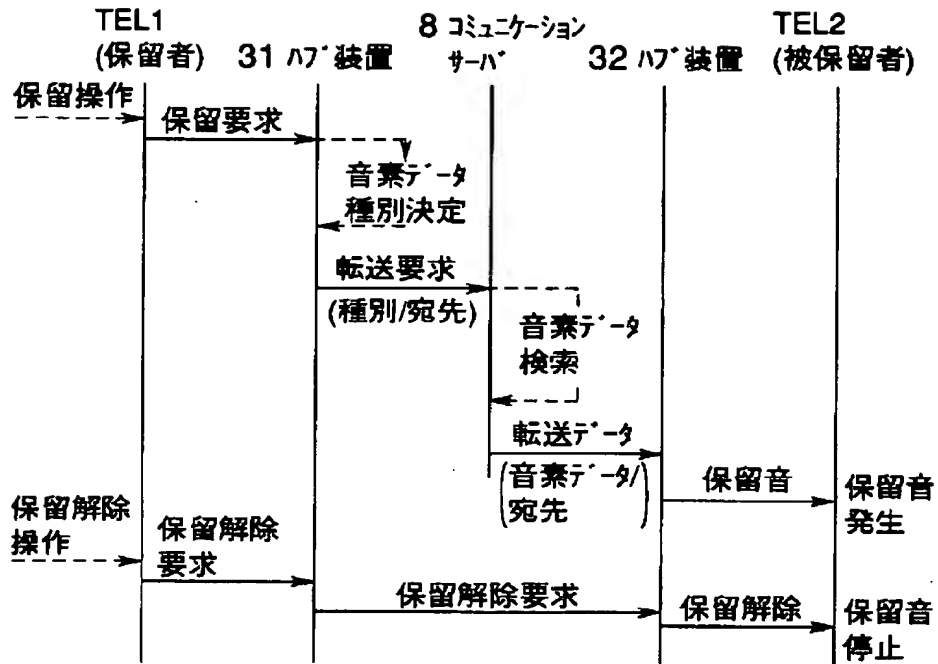 TEL1
(保留者)
31 ﾊﾌﾞ装置
8 ｺﾐｭﾆｹｰｼｮﾝ
ｻｰﾊﾞ
32 ﾊﾌﾞ装置
TEL2
(被保留者)
保留操作
保留要求
音素ﾃﾞｰﾀ
種別決定
転送要求
(種別/宛先)
音素ﾃﾞｰﾀ
検索
転送ﾃﾞｰﾀ
(音素ﾃﾞｰﾀ/
宛先)
保留音
保留音
発生
保留解除
操作
保留解除
要求
保留解除要求
保留解除
保留音
停止